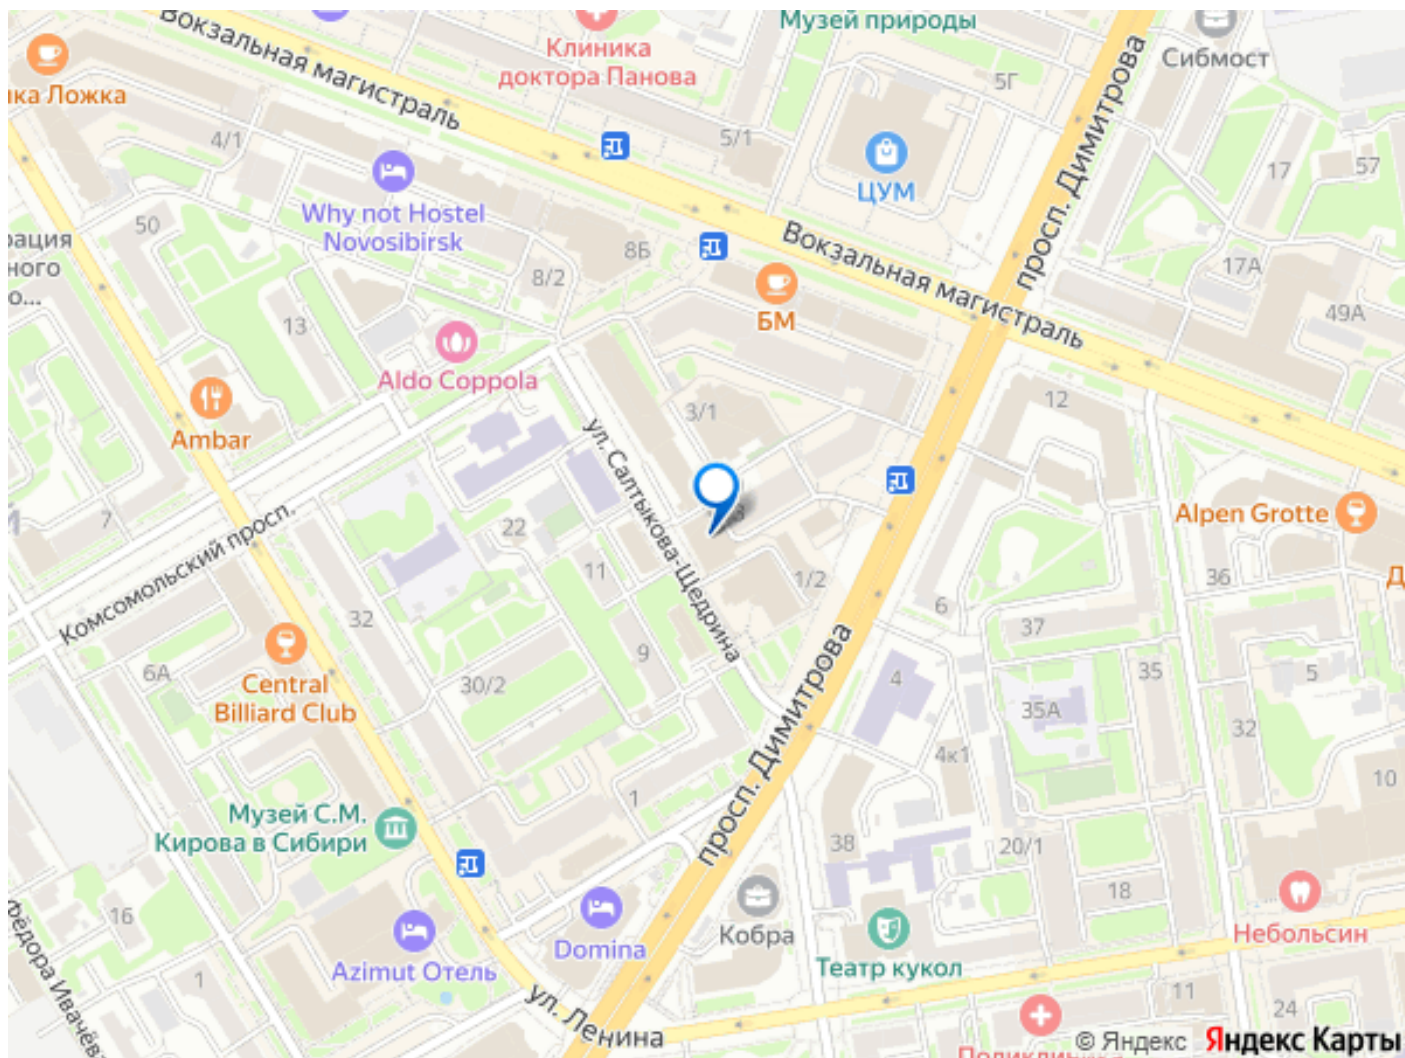 Музей природы
Клиника
доктора Панова
Сибмост
Вокзальная магистраль
просп. Димитрова
ка Ложка
4/1
5/1
5Г
17
57
ЦУМ
Why not Hostel
Novosibirsk
50
рация
ного
о...
8Б
8/2
Вокзальная магистраль
17А
БМ
49А
13
Aldo Coppola
Ambar
3/1
12
ул. Салтыкова-Щедрина
7
22
Комсомольский просп.
Alpen Grotte
Д
11
1/2
36
6
32
37
9
6А
30/2
4
35
5
Central
Billiard Club
35А
32
просп. Димитрова
4к1
10
1
Музей С.М.
Кирова в Сибири
38
20/1
18
16
Domina
Кобра
Небольсин
Azimut Отель
Театр кукол
Фёдора Ивачёва
1
11
24
ул. Ленина
Поликлиника
© Яндекс Яндекс Карты